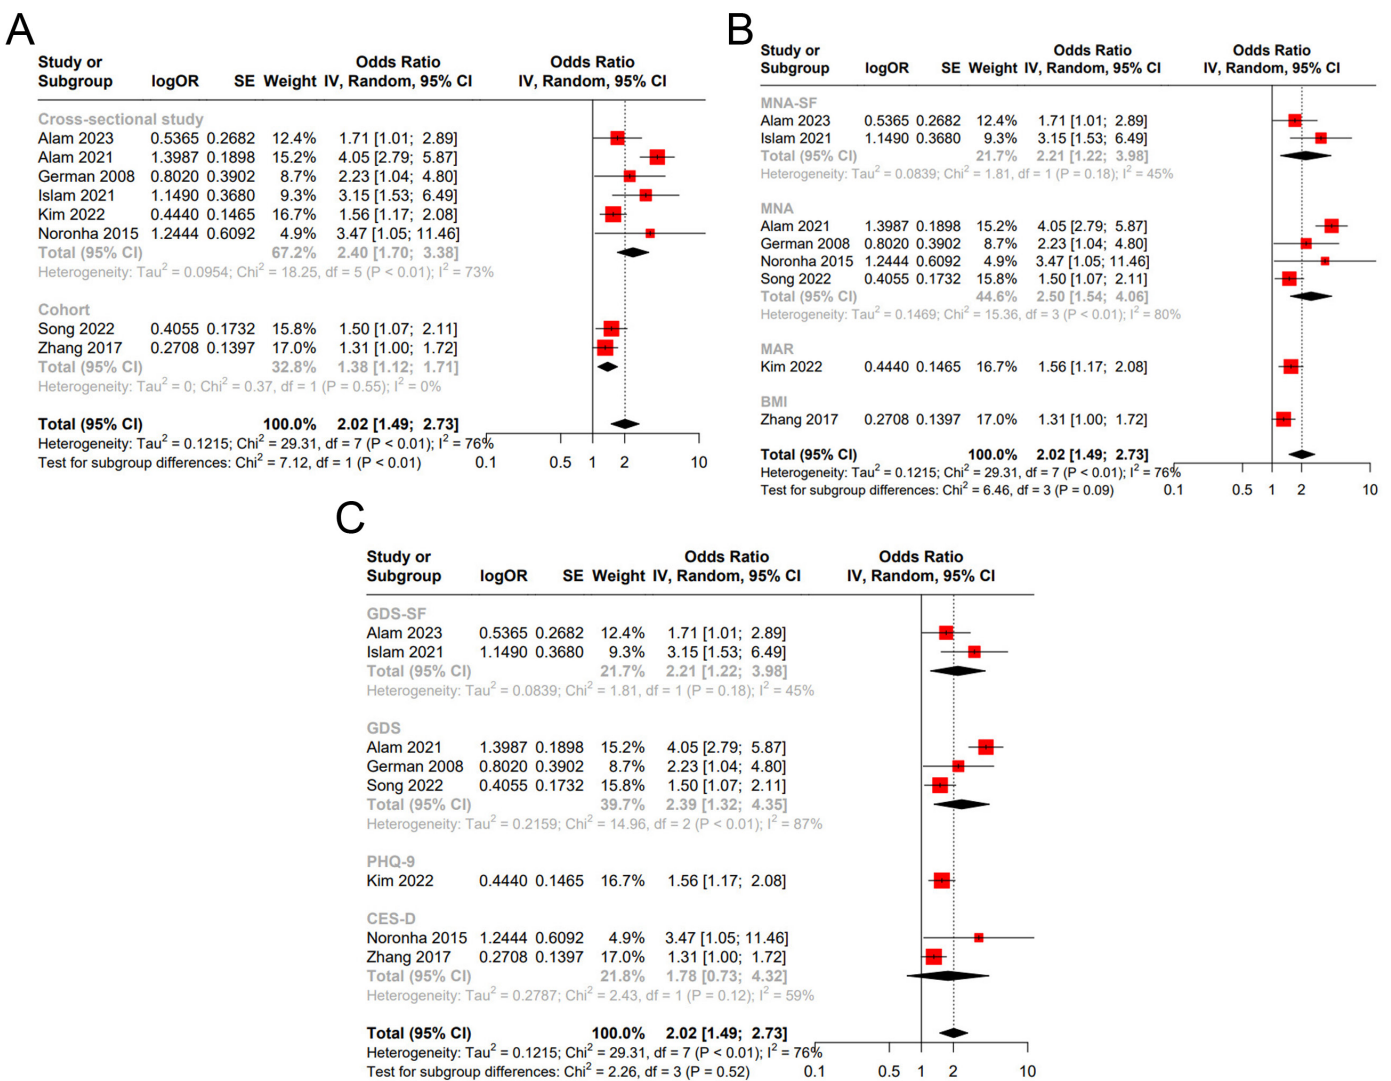 A
Study or Odds Ratio Odds Ratio
Subgroup logOR SE Weight IV, Random, 95% CI IV, Random, 95% CI
Cross-sectional study
Alam 2023 0.5365 0.2682 12.4% 1.71 [1.01; 2.89]
Alam 2021 1.3987 0.1898 15.2% 4.05 [2.79; 5.87]
German 2008 0.8020 0.3902 8.7% 2.23 [1.04; 4.80]
Islam 2021 1.1490 0.3680 9.3% 3.15 [1.53; 6.49]
Kim 2022 0.4440 0.1465 16.7% 1.56 [1.17; 2.08]
Noronha 2015 1.2444 0.6092 4.9% 3.47 [1.05; 11.46]
Total (95% CI) 67.2% 2.40 [1.70; 3.38]
Heterogeneity: Tau² = 0.0954; Chi² = 18.25, df = 5 (P < 0.01); I² = 73%
Cohort
Song 2022 0.4055 0.1732 15.8% 1.50 [1.07; 2.11]
Zhang 2017 0.2708 0.1397 17.0% 1.31 [1.00; 1.72]
Total (95% CI) 32.8% 1.38 [1.12; 1.71]
Heterogeneity: Tau² = 0; Chi² = 0.37, df = 1 (P = 0.55); I² = 0%
Total (95% CI) 100.0% 2.02 [1.49; 2.73]
Heterogeneity: Tau² = 0.1215; Chi² = 29.31, df = 7 (P < 0.01); I² = 76%
Test for subgroup differences: Chi² = 7.12, df = 1 (P < 0.01) 0.1 0.5 1 2 10
B
Study or Odds Ratio Odds Ratio
Subgroup logOR SE Weight IV, Random, 95% CI IV, Random, 95% CI
MNA-SF
Alam 2023 0.5365 0.2682 12.4% 1.71 [1.01; 2.89]
Islam 2021 1.1490 0.3680 9.3% 3.15 [1.53; 6.49]
Total (95% CI) 21.7% 2.21 [1.22; 3.98]
Heterogeneity: Tau² = 0.0839; Chi² = 1.81, df = 1 (P = 0.18); I² = 45%
MNA
Alam 2021 1.3987 0.1898 15.2% 4.05 [2.79; 5.87]
German 2008 0.8020 0.3902 8.7% 2.23 [1.04; 4.80]
Noronha 2015 1.2444 0.6092 4.9% 3.47 [1.05; 11.46]
Song 2022 0.4055 0.1732 15.8% 1.50 [1.07; 2.11]
Total (95% CI) 44.6% 2.50 [1.54; 4.06]
Heterogeneity: Tau² = 0.1469; Chi² = 15.36, df = 3 (P < 0.01); I² = 80%
MAR
Kim 2022 0.4440 0.1465 16.7% 1.56 [1.17; 2.08]
BMI
Zhang 2017 0.2708 0.1397 17.0% 1.31 [1.00; 1.72]
Total (95% CI) 100.0% 2.02 [1.49; 2.73]
Heterogeneity: Tau² = 0.1215; Chi² = 29.31, df = 7 (P < 0.01); I² = 76%
Test for subgroup differences: Chi² = 6.46, df = 3 (P = 0.09) 0.1 0.5 1 2 10
C
Study or Odds Ratio Odds Ratio
Subgroup logOR SE Weight IV, Random, 95% CI IV, Random, 95% CI
GDS-SF
Alam 2023 0.5365 0.2682 12.4% 1.71 [1.01; 2.89]
Islam 2021 1.1490 0.3680 9.3% 3.15 [1.53; 6.49]
Total (95% CI) 21.7% 2.21 [1.22; 3.98]
Heterogeneity: Tau² = 0.0839; Chi² = 1.81, df = 1 (P = 0.18); I² = 45%
GDS
Alam 2021 1.3987 0.1898 15.2% 4.05 [2.79; 5.87]
German 2008 0.8020 0.3902 8.7% 2.23 [1.04; 4.80]
Song 2022 0.4055 0.1732 15.8% 1.50 [1.07; 2.11]
Total (95% CI) 39.7% 2.39 [1.32; 4.35]
Heterogeneity: Tau² = 0.2159; Chi² = 14.96, df = 2 (P < 0.01); I² = 87%
PHQ-9
Kim 2022 0.4440 0.1465 16.7% 1.56 [1.17; 2.08]
CES-D
Noronha 2015 1.2444 0.6092 4.9% 3.47 [1.05; 11.46]
Zhang 2017 0.2708 0.1397 17.0% 1.31 [1.00; 1.72]
Total (95% CI) 21.8% 1.78 [0.73; 4.32]
Heterogeneity: Tau² = 0.2787; Chi² = 2.43, df = 1 (P = 0.12); I² = 59%
Total (95% CI) 100.0% 2.02 [1.49; 2.73]
Heterogeneity: Tau² = 0.1215; Chi² = 29.31, df = 7 (P < 0.01); I² = 76%
Test for subgroup differences: Chi² = 2.26, df = 3 (P = 0.52) 0.1 0.5 1 2 10